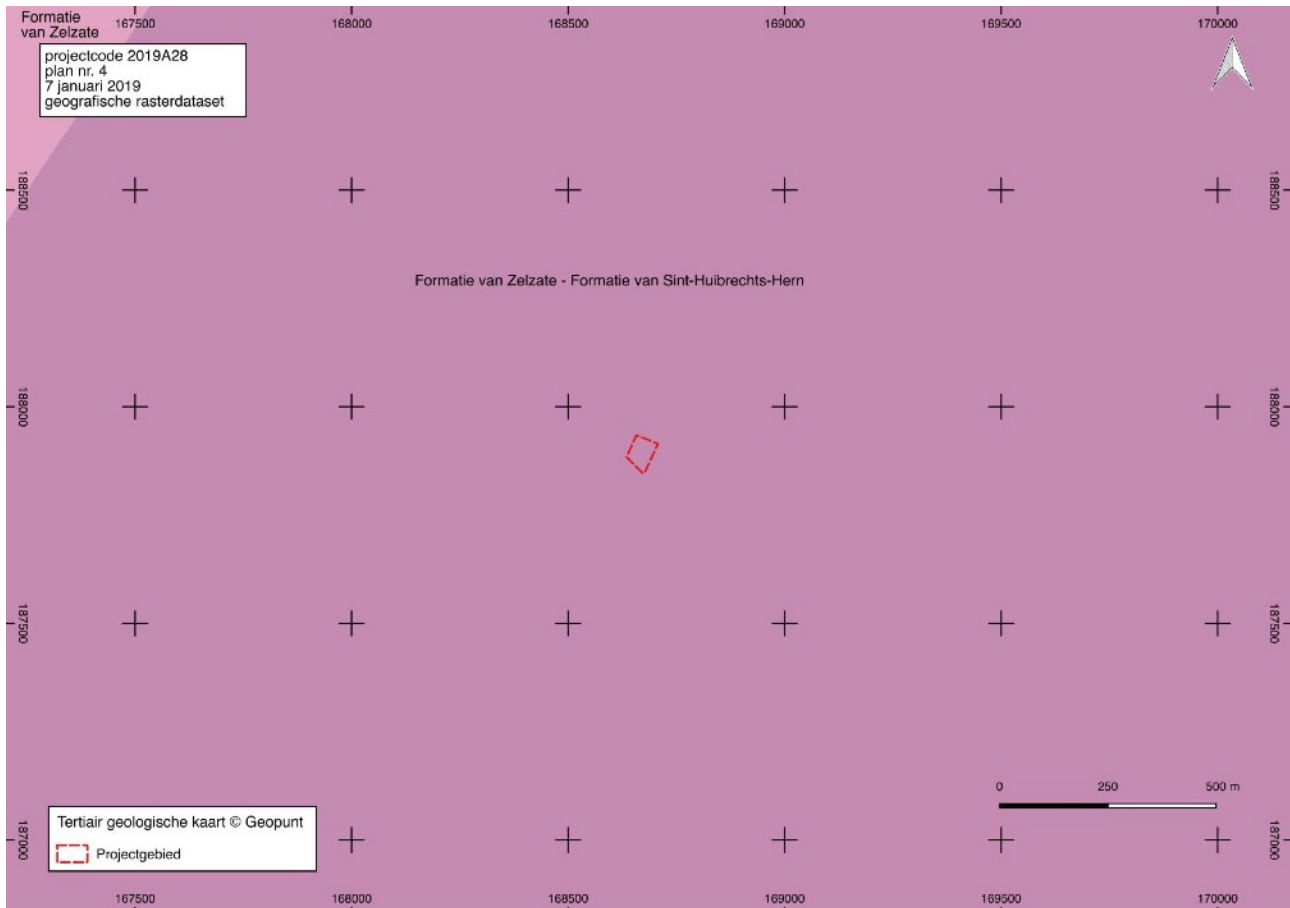 Formatie
van Zelzate
167500
168000
168500
169000
169500
170000
projectcode 2019A28
plan nr. 4
7 januari 2019
geografische rasterdataset
188500
188500
Formatie van Zelzate - Formatie van Sint-Huibrechts-Hern
188000
188000
187500
187500
0
250
500 m
Tertiair geologische kaart © Geopunt
Projectgebied
187000
187000
167500
168000
168500
169000
169500
170000